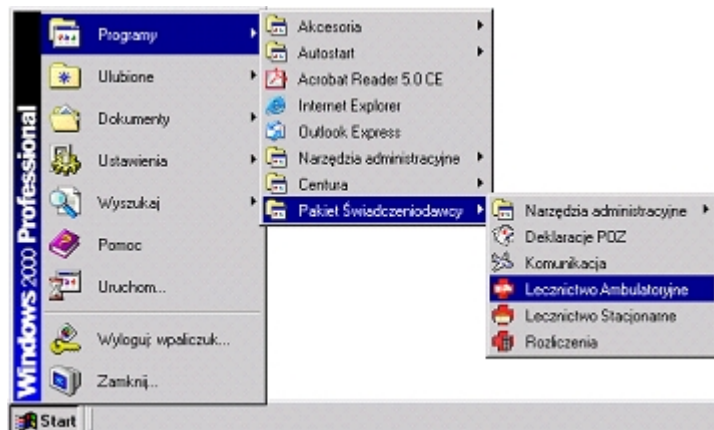 Windows 2000 Professional
Programy
Ulubione
Dokumenty
Ustawienia
Wyszukaj
Pomoc
Uruchom...
Wyloguj: wpaliczuk...
Zamknij...
Start
Akcesoria
Autostart
Acrobat Reader 5.0 CE
Internet Explorer
Outlook Express
Narzędzia administracyjne
Centura
Pakiet Świadczeniodawcy
Narzędzia administracyjne
Deklaracje POZ
Komunikacja
Lecznictwo Ambulatoryjne
Lecznictwo Stacjonarne
Rozliczenia